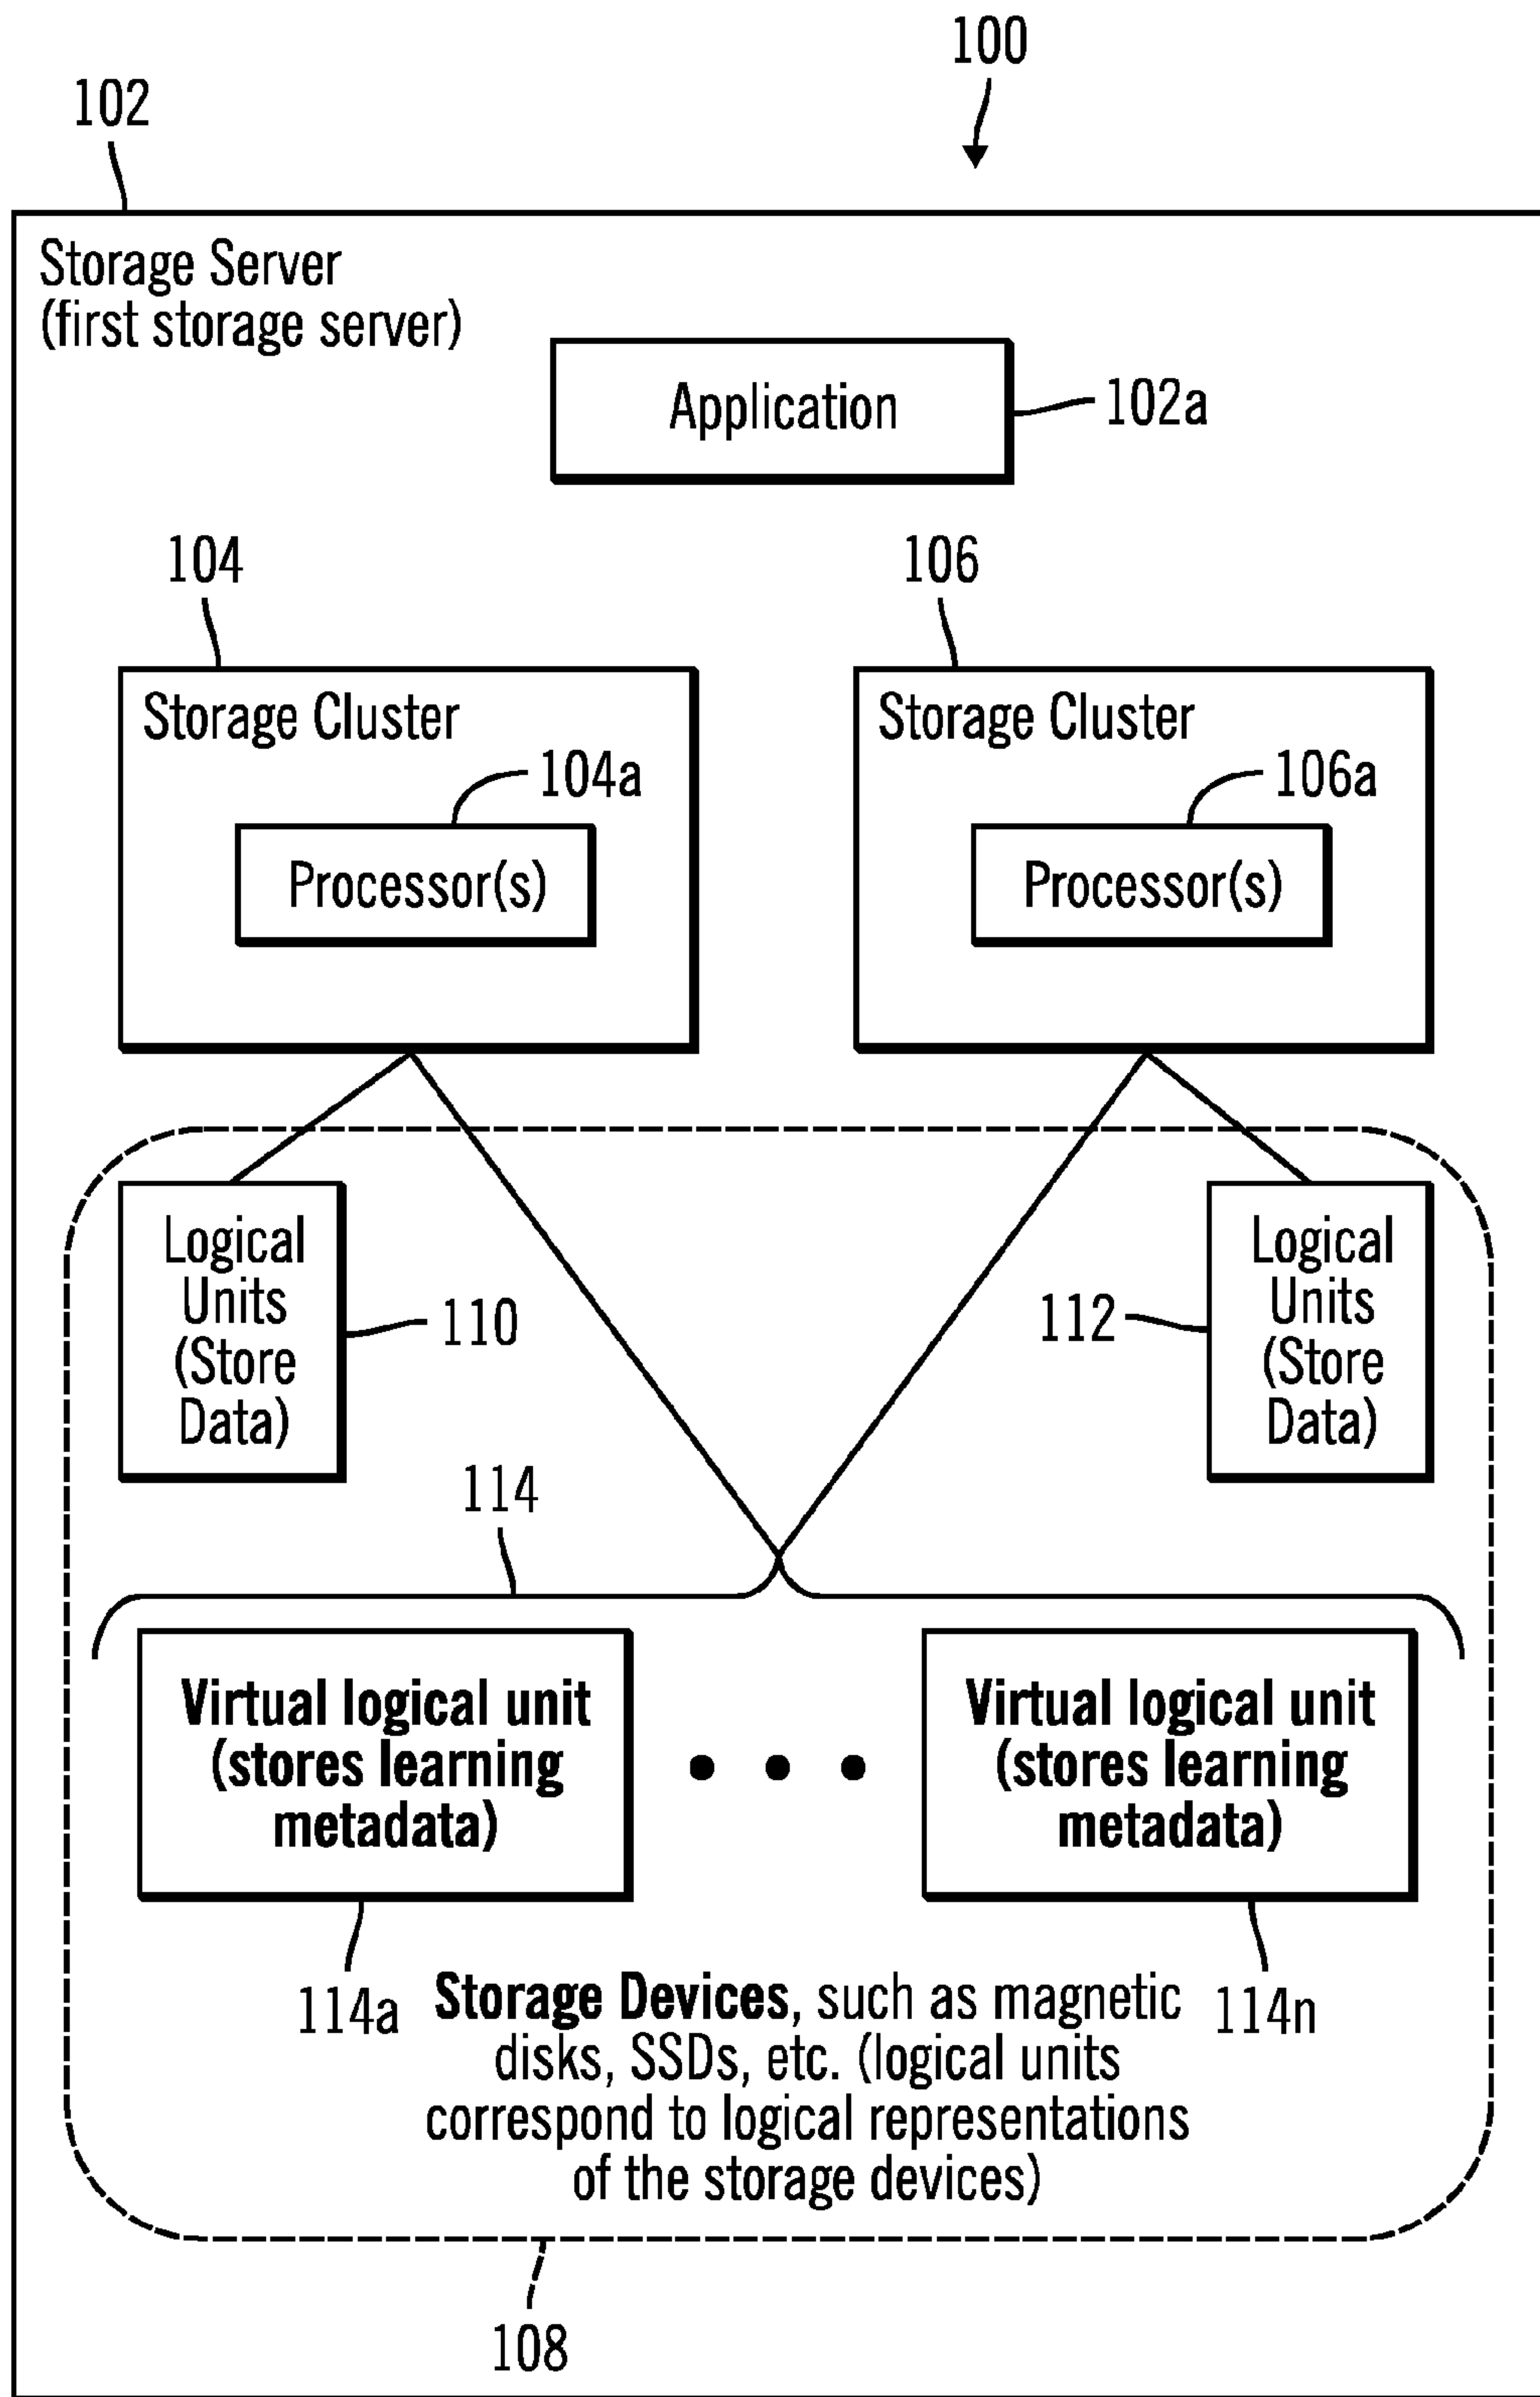 100
102
Storage Server
(first storage server)
Application
102a
104
106
Storage Cluster
104a
Processor(s)
Storage Cluster
106a
Processor(s)
Logical
Units
(Store
Data)
110
112
Logical
Units
(Store
Data)
114
Virtual logical unit
(stores learning
metadata)
Virtual logical unit
(stores learning
metadata)
114a
114n
Storage Devices, such as magnetic
disks, SSDs, etc. (logical units
correspond to logical representations
of the storage devices)
108